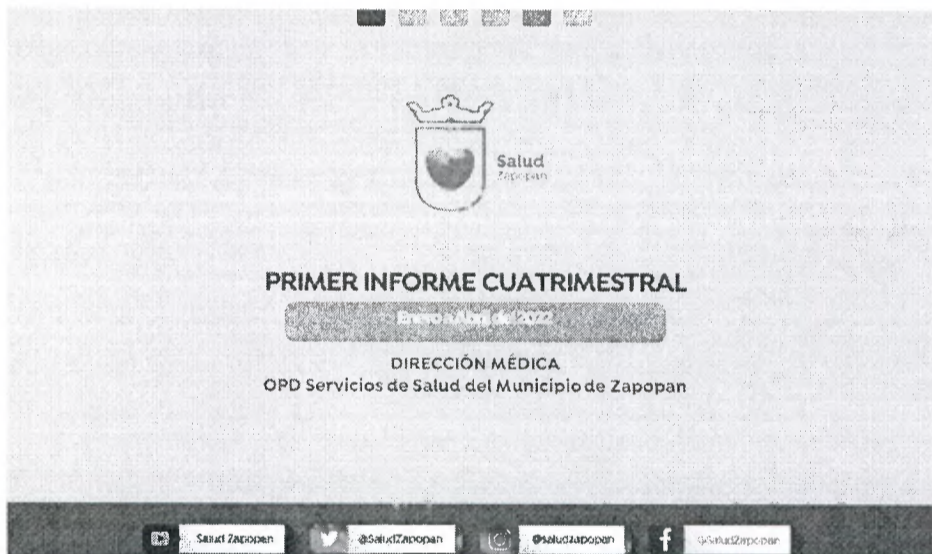 Salud
Zapopan
PRIMER INFORME CUATRIMESTRAL
Enero a Abril de 2022
DIRECCIÓN MÉDICA
OPD Servicios de Salud del Municipio de Zapopan
Salud Zapopan
@SaludZapopan
@saludzapopan
@SaludZapopan